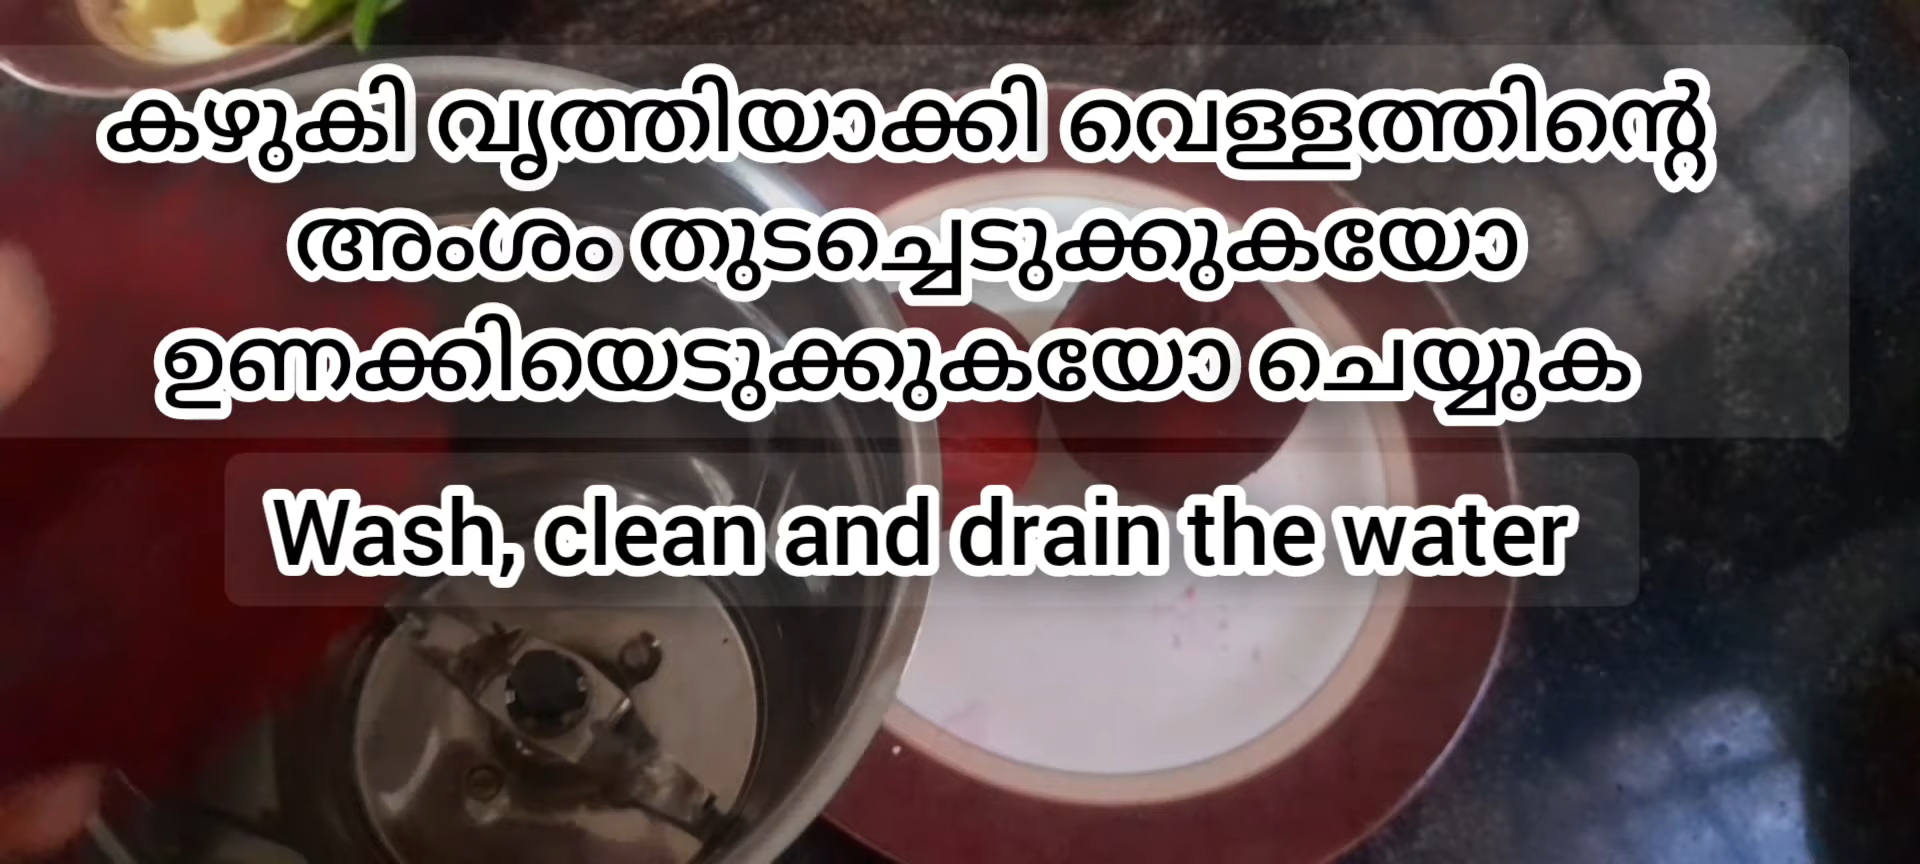 കഴുകി വൃത്തിയാക്കി വെള്ളത്തിന്റെ
അംശം തുടച്ചെടുക്കുകയോ
ഉണക്കിയെടുക്കുകയോ ചെയ്യുക
Wash, clean and drain the water